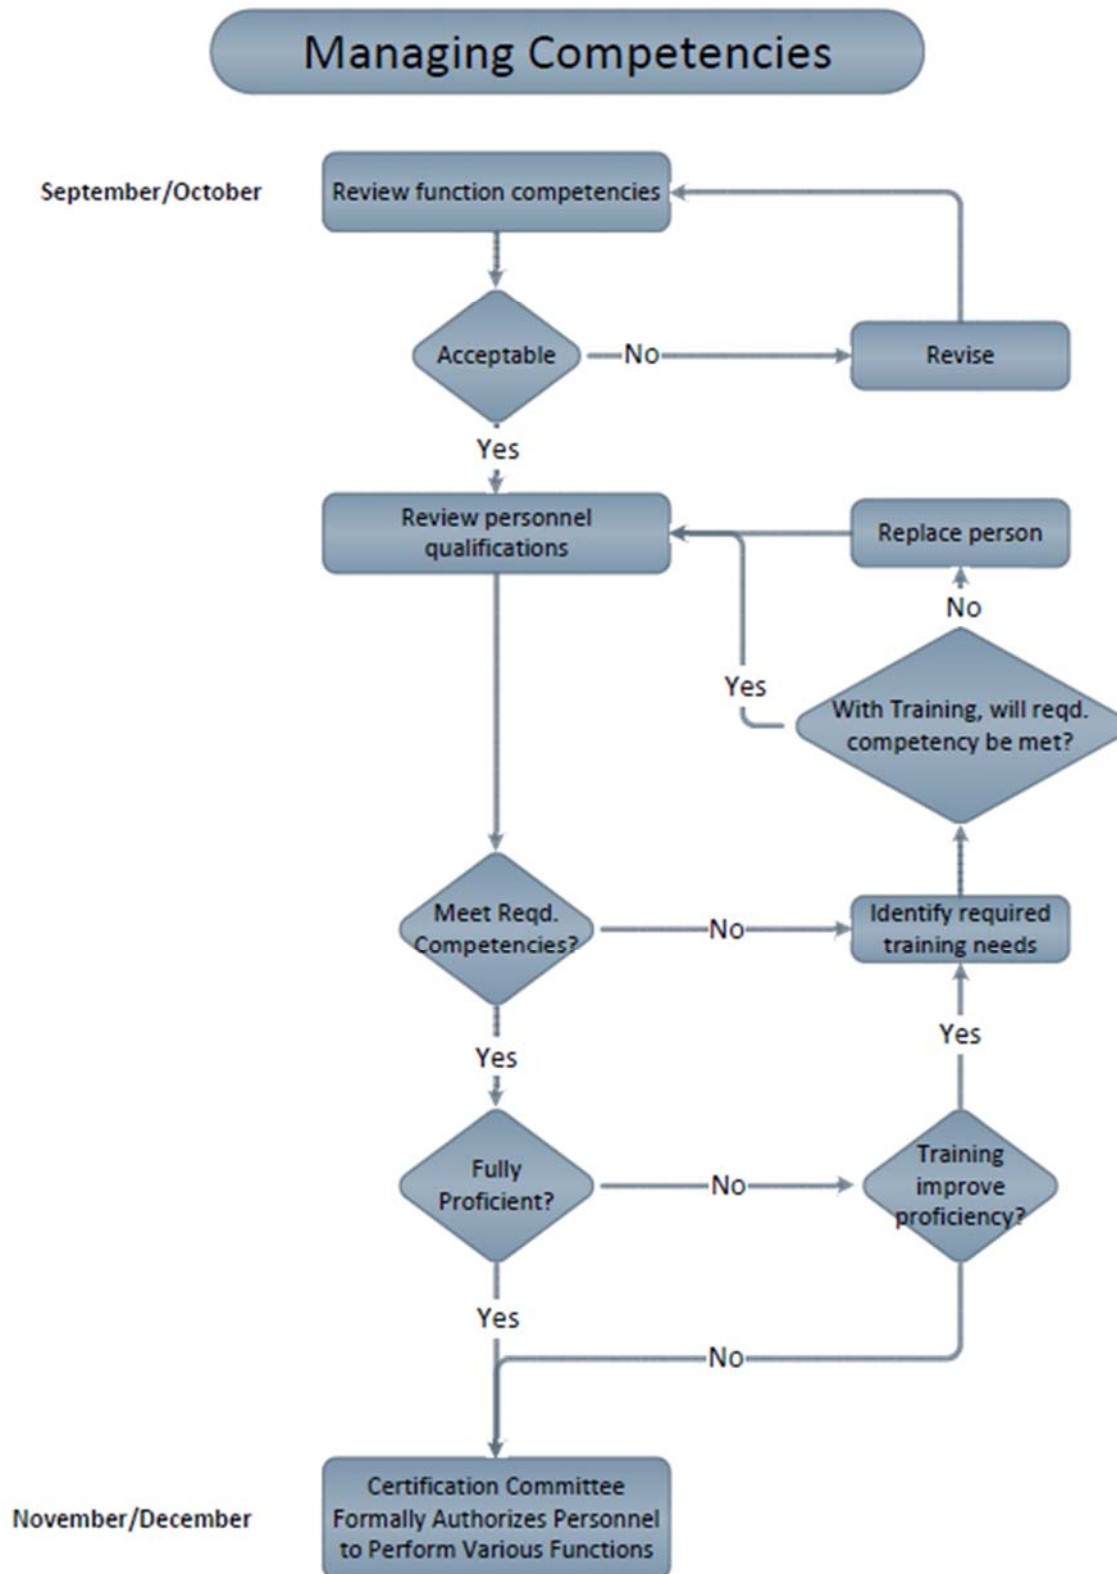 Managing Competencies
September/October
Review function competencies
Acceptable
No
Revise
Yes
Review personnel
qualifications
Replace person
No
Yes
With Training, will reqd.
competency be met?
Meet Reqd.
Competencies?
No
Identify required
training needs
Yes
Yes
Fully
Proficient?
No
Training
improve
proficiency?
Yes
No
November/December
Certification Committee
Formally Authorizes Personnel
to Perform Various Functions